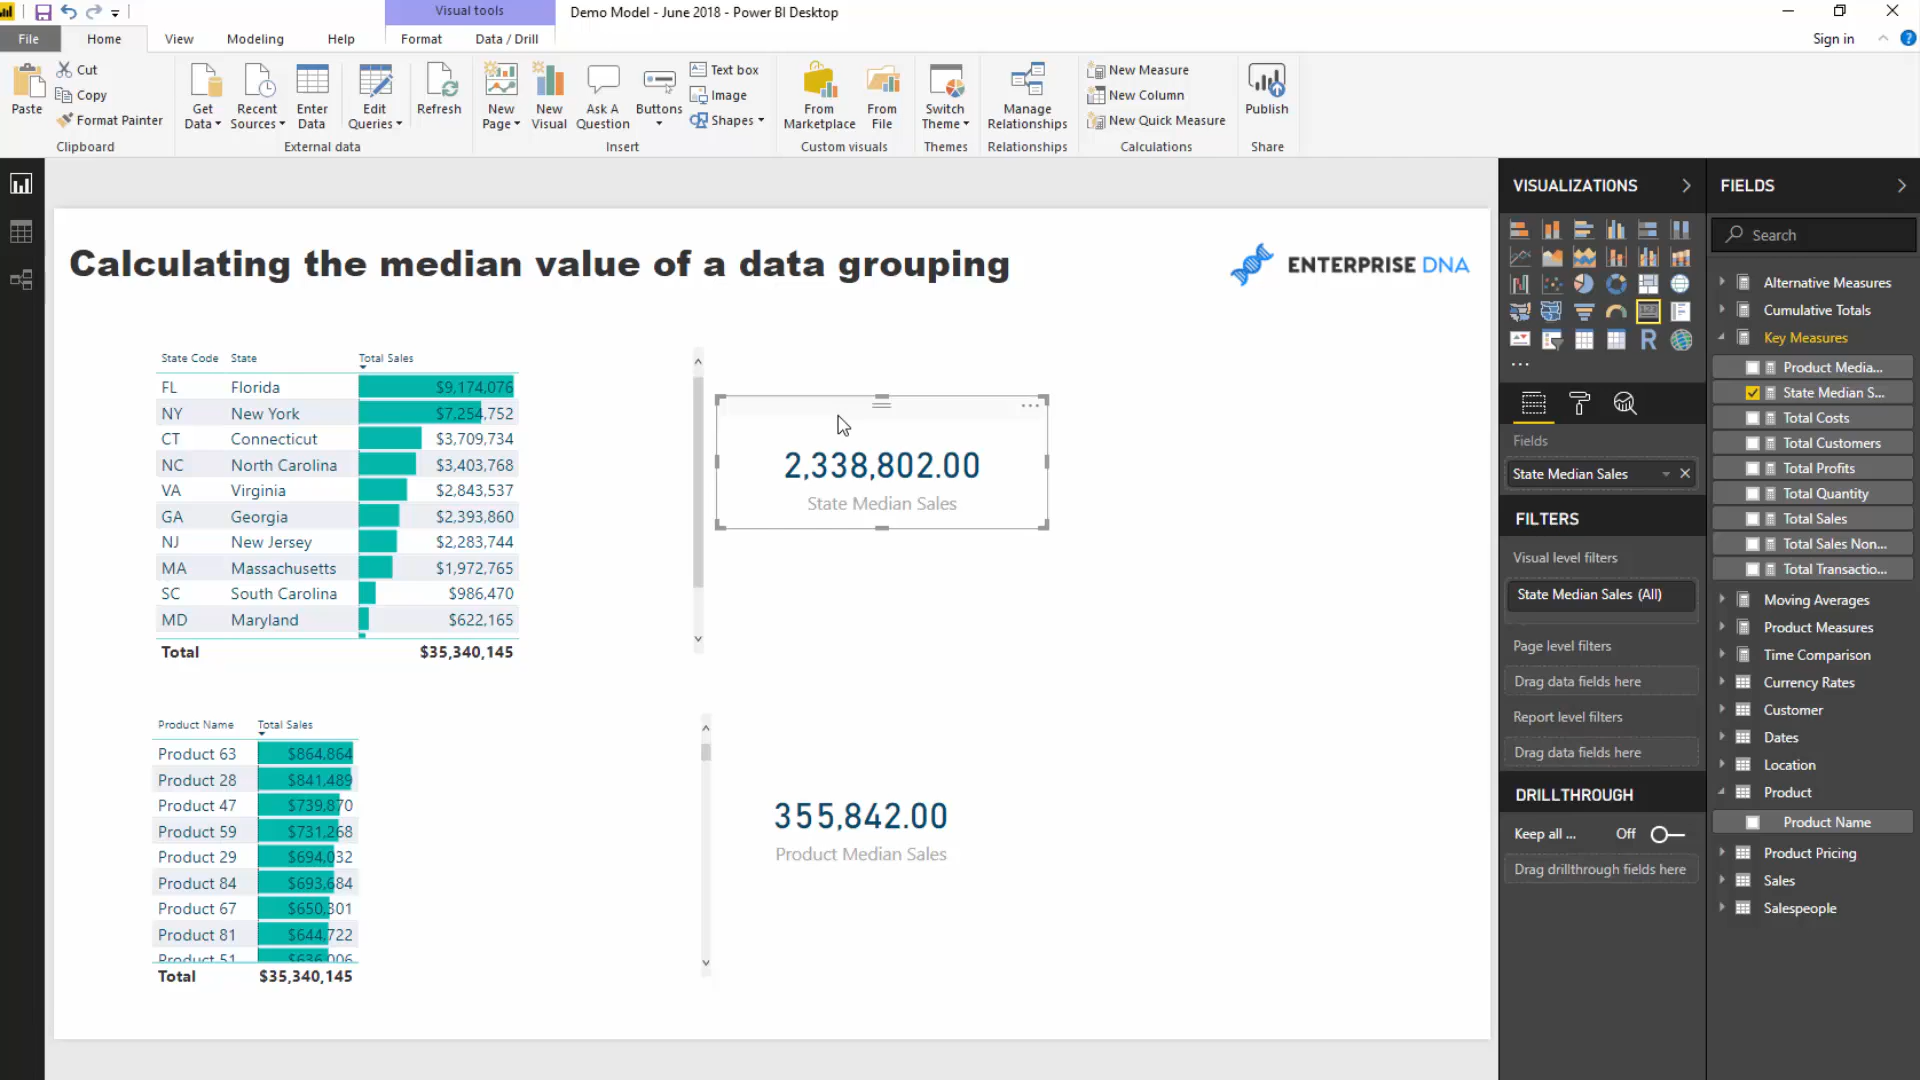 Visual tools
Demo Model - June 2018 - Power BI Desktop
File
Home
View
Modeling
Help
Format
Data / Drill
Sign in
Paste
Cut
Copy
Format Painter
Clipboard
Get
Data
Recent
Sources
Enter
Data
Edit
Queries
Refresh
External data
New
Page
New
Visual
Ask A
Question
Buttons
Text box
Image
Shapes
Insert
From
Marketplace
From
File
Custom visuals
Switch
Theme
Themes
Manage
Relationships
Relationships
New Measure
New Column
New Quick Measure
Calculations
Publish
Share
Calculating the median value of a data grouping
ENTERPRISE DNA
State Code State Total Sales
FL Florida $9,174,076
NY New York $7,254,752
CT Connecticut $3,709,734
NC North Carolina $3,403,768
VA Virginia $2,843,537
GA Georgia $2,393,860
NJ New Jersey $2,283,744
MA Massachusetts $1,972,765
SC South Carolina $986,470
MD Maryland $622,165
Total $35,340,145
2,338,802.00
State Median Sales
Product Name Total Sales
Product 63 $864,864
Product 28 $841,489
Product 47 $739,870
Product 59 $731,268
Product 29 $694,032
Product 84 $693,684
Product 67 $650,301
Product 81 $644,722
Product 51 $636,006
Total $35,340,145
355,842.00
Product Median Sales
VISUALIZATIONS
R
Fields
State Median Sales
FILTERS
Visual level filters
State Median Sales (All)
Page level filters
Drag data fields here
Report level filters
Drag data fields here
DRILLTHROUGH
Keep all ... Off
Drag drillthrough fields here
FIELDS
Search
Alternative Measures
Cumulative Totals
Key Measures
Product Media...
State Median S...
Total Costs
Total Customers
Total Profits
Total Quantity
Total Sales
Total Sales Non...
Total Transactio...
Moving Averages
Product Measures
Time Comparison
Currency Rates
Customer
Dates
Location
Product
Product Name
Product Pricing
Sales
Salespeople